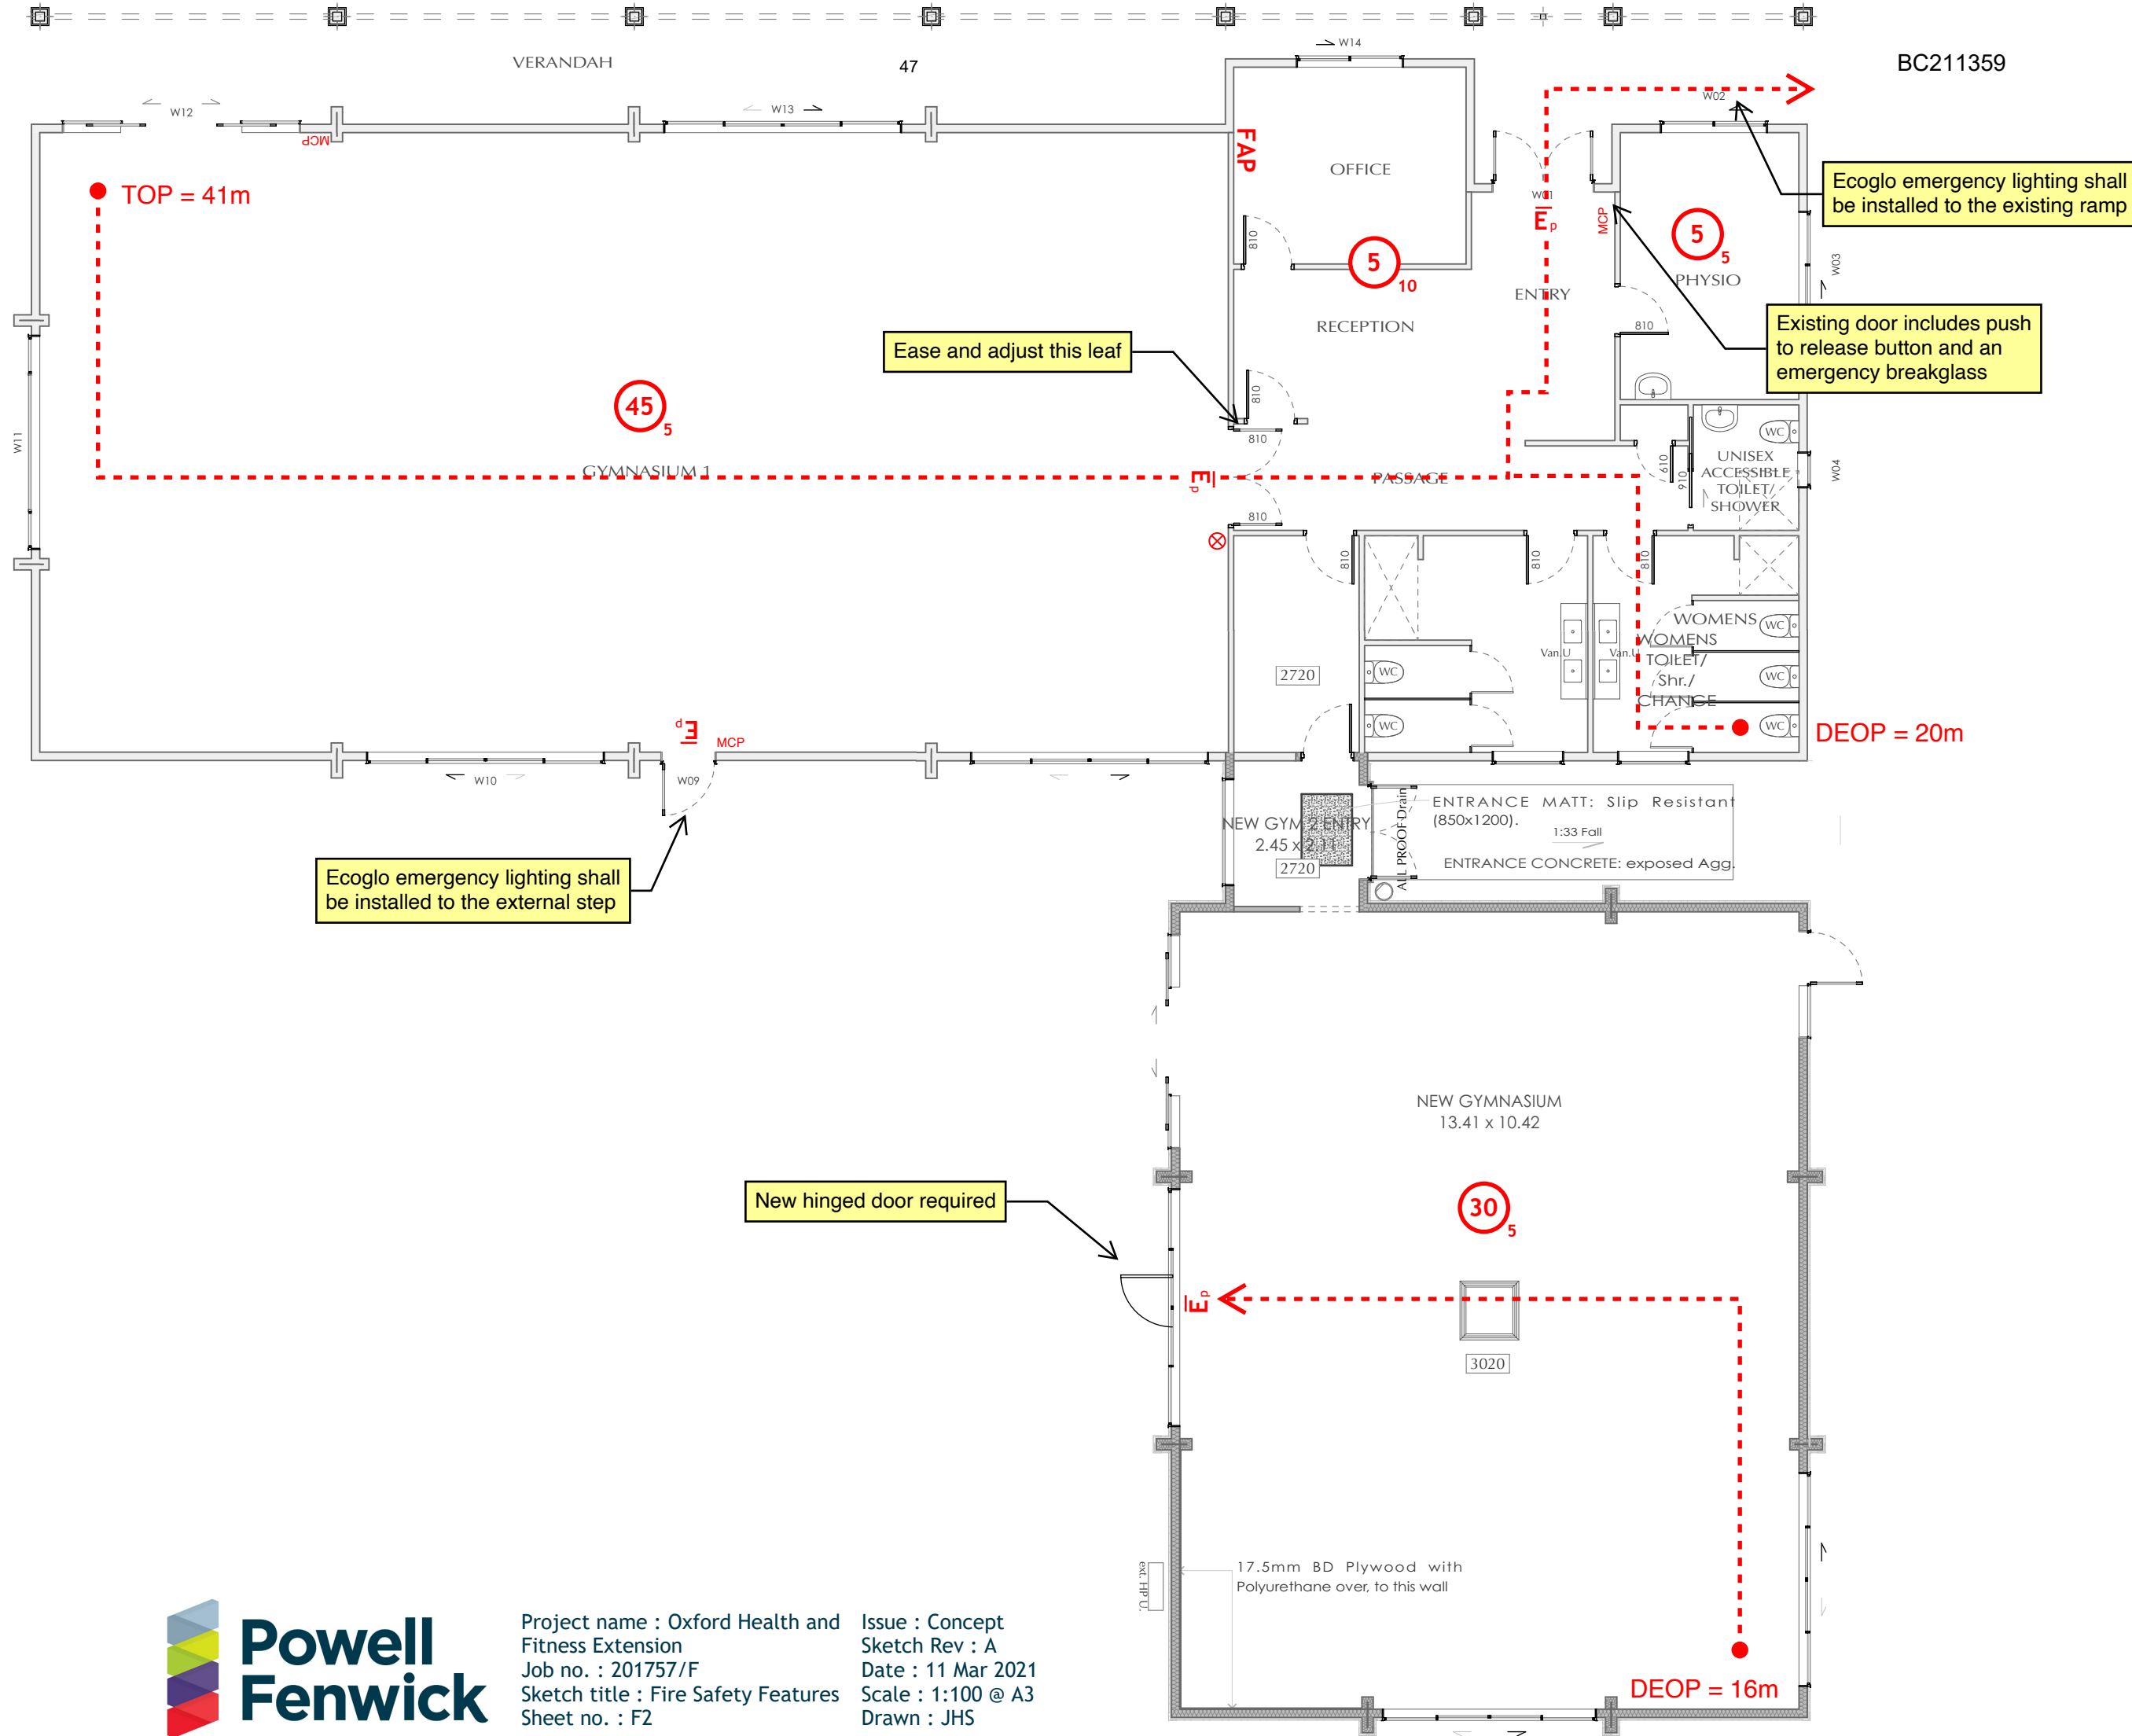 W14
VERANDAH
47
BC211359
W12
W13
W02
MCP
FAP
OFFICE
TOP = 41m
Ecoglo emergency lighting shall
be installed to the existing ramp
W01
E p
MCP
5
5
810
5
10
PHYSIO
W03
ENTRY
RECEPTION
810
Existing door includes push
to release button and an
emergency breakglass
Ease and adjust this leaf
810
45
5
W11
810
WC
GYMNASIUM 1
E p
PASSAGE
610
910
UNISEX
ACCESSIBLE
TOILET/
SHOWER
W04
810
810
810
810
WOMENS
WC
WOMENS
TOILET/
Shr./
CHANGE
Van.U
Van.U
2720
WC
WC
WC
WC
DEOP = 20m
E p
MCP
W10
W09
ENTRANCE MATT: Slip Resistant
(850x1200).
1:33 Fall
ENTRANCE CONCRETE: exposed Agg.
ALL PROOF Drain
NEW GYM 2 ENTRY
2.45 x 2.11
2720
Ecoglo emergency lighting shall
be installed to the external step
NEW GYMNASIUM
13.41 x 10.42
New hinged door required
30
5
E p
3020
17.5mm BD Plywood with
Polyurethane over, to this wall
ext. HP U.
DEOP = 16m
Powell
Fenwick
Project name : Oxford Health and
Fitness Extension
Job no. : 201757/F
Sketch title : Fire Safety Features
Sheet no. : F2
Issue : Concept
Sketch Rev : A
Date : 11 Mar 2021
Scale : 1:100 @ A3
Drawn : JHS